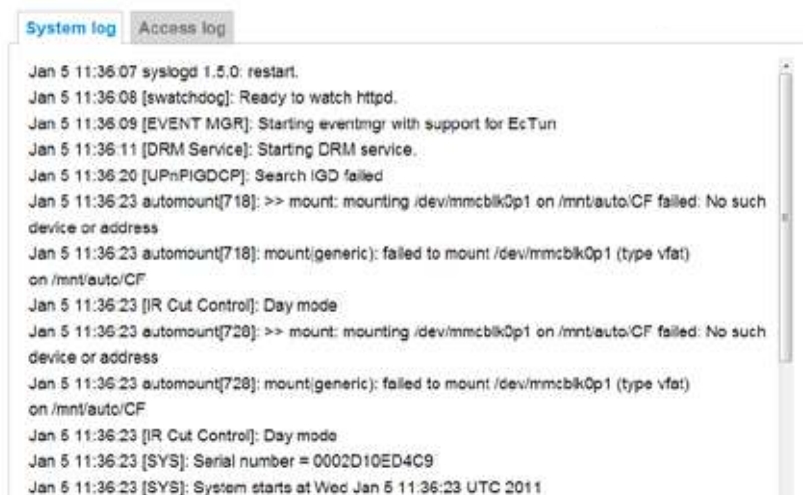 System log Access log
Jan 5 11:36:07 syslogd 1.5.0: restart.
Jan 5 11:36:08 [swatchdog]: Ready to watch httpd.
Jan 5 11:36:09 [EVENT MGR]: Starting eventmgr with support for EcTun
Jan 5 11:36:11 [DRM Service]: Starting DRM service.
Jan 5 11:36:20 [UPnPIGDCP]: Search IGD failed
Jan 5 11:36:23 automount[718]: >> mount: mounting /dev/mmcblk0p1 on /mnt/auto/CF failed: No such
device or address
Jan 5 11:36:23 automount[718]: mount(generic): failed to mount /dev/mmcblk0p1 (type vfat)
on /mnt/auto/CF
Jan 5 11:36:23 [IR Cut Control]: Day mode
Jan 5 11:36:23 automount[728]: >> mount: mounting /dev/mmcblk0p1 on /mnt/auto/CF failed: No such
device or address
Jan 5 11:36:23 automount[728]: mount(generic): failed to mount /dev/mmcblk0p1 (type vfat)
on /mnt/auto/CF
Jan 5 11:36:23 [IR Cut Control]: Day mode
Jan 5 11:36:23 [SYS]: Serial number = 0002D10ED4C9
Jan 5 11:36:23 [SYS]: System starts at Wed Jan 5 11:36:23 UTC 2011